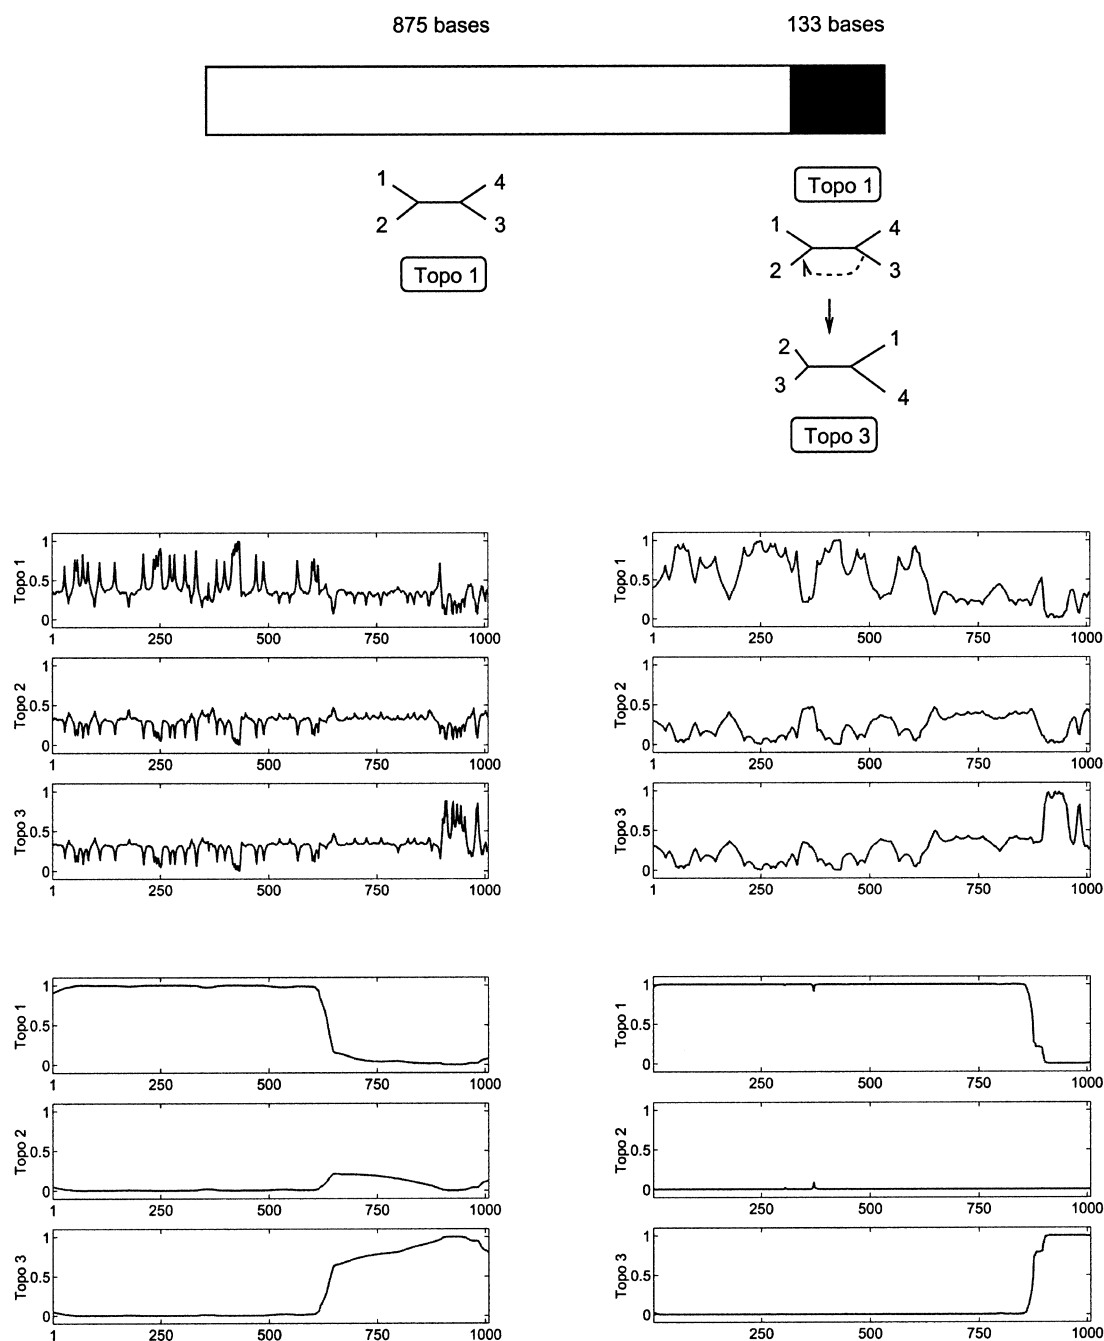 875 bases 133 bases
1 4
2 3
Topo 1
Topo 1
1 4
2 3
2 1
3 4
Topo 3
Topo 1 1 0.5 0
1 250 500 750 1000
Topo 2 1 0.5 0
1 250 500 750 1000
Topo 3 1 0.5 0
1 250 500 750 1000
Topo 1 1 0.5 0
1 250 500 750 1000
Topo 2 1 0.5 0
1 250 500 750 1000
Topo 3 1 0.5 0
1 250 500 750 1000
Topo 1 1 0.5 0
1 250 500 750 1000
Topo 2 1 0.5 0
1 250 500 750 1000
Topo 3 1 0.5 0
1 250 500 750 1000
Topo 1 1 0.5 0
250 500 750 1000
Topo 2 1 0.5 0
250 500 750 1000
Topo 3 1 0.5 0
1 250 500 750 1000